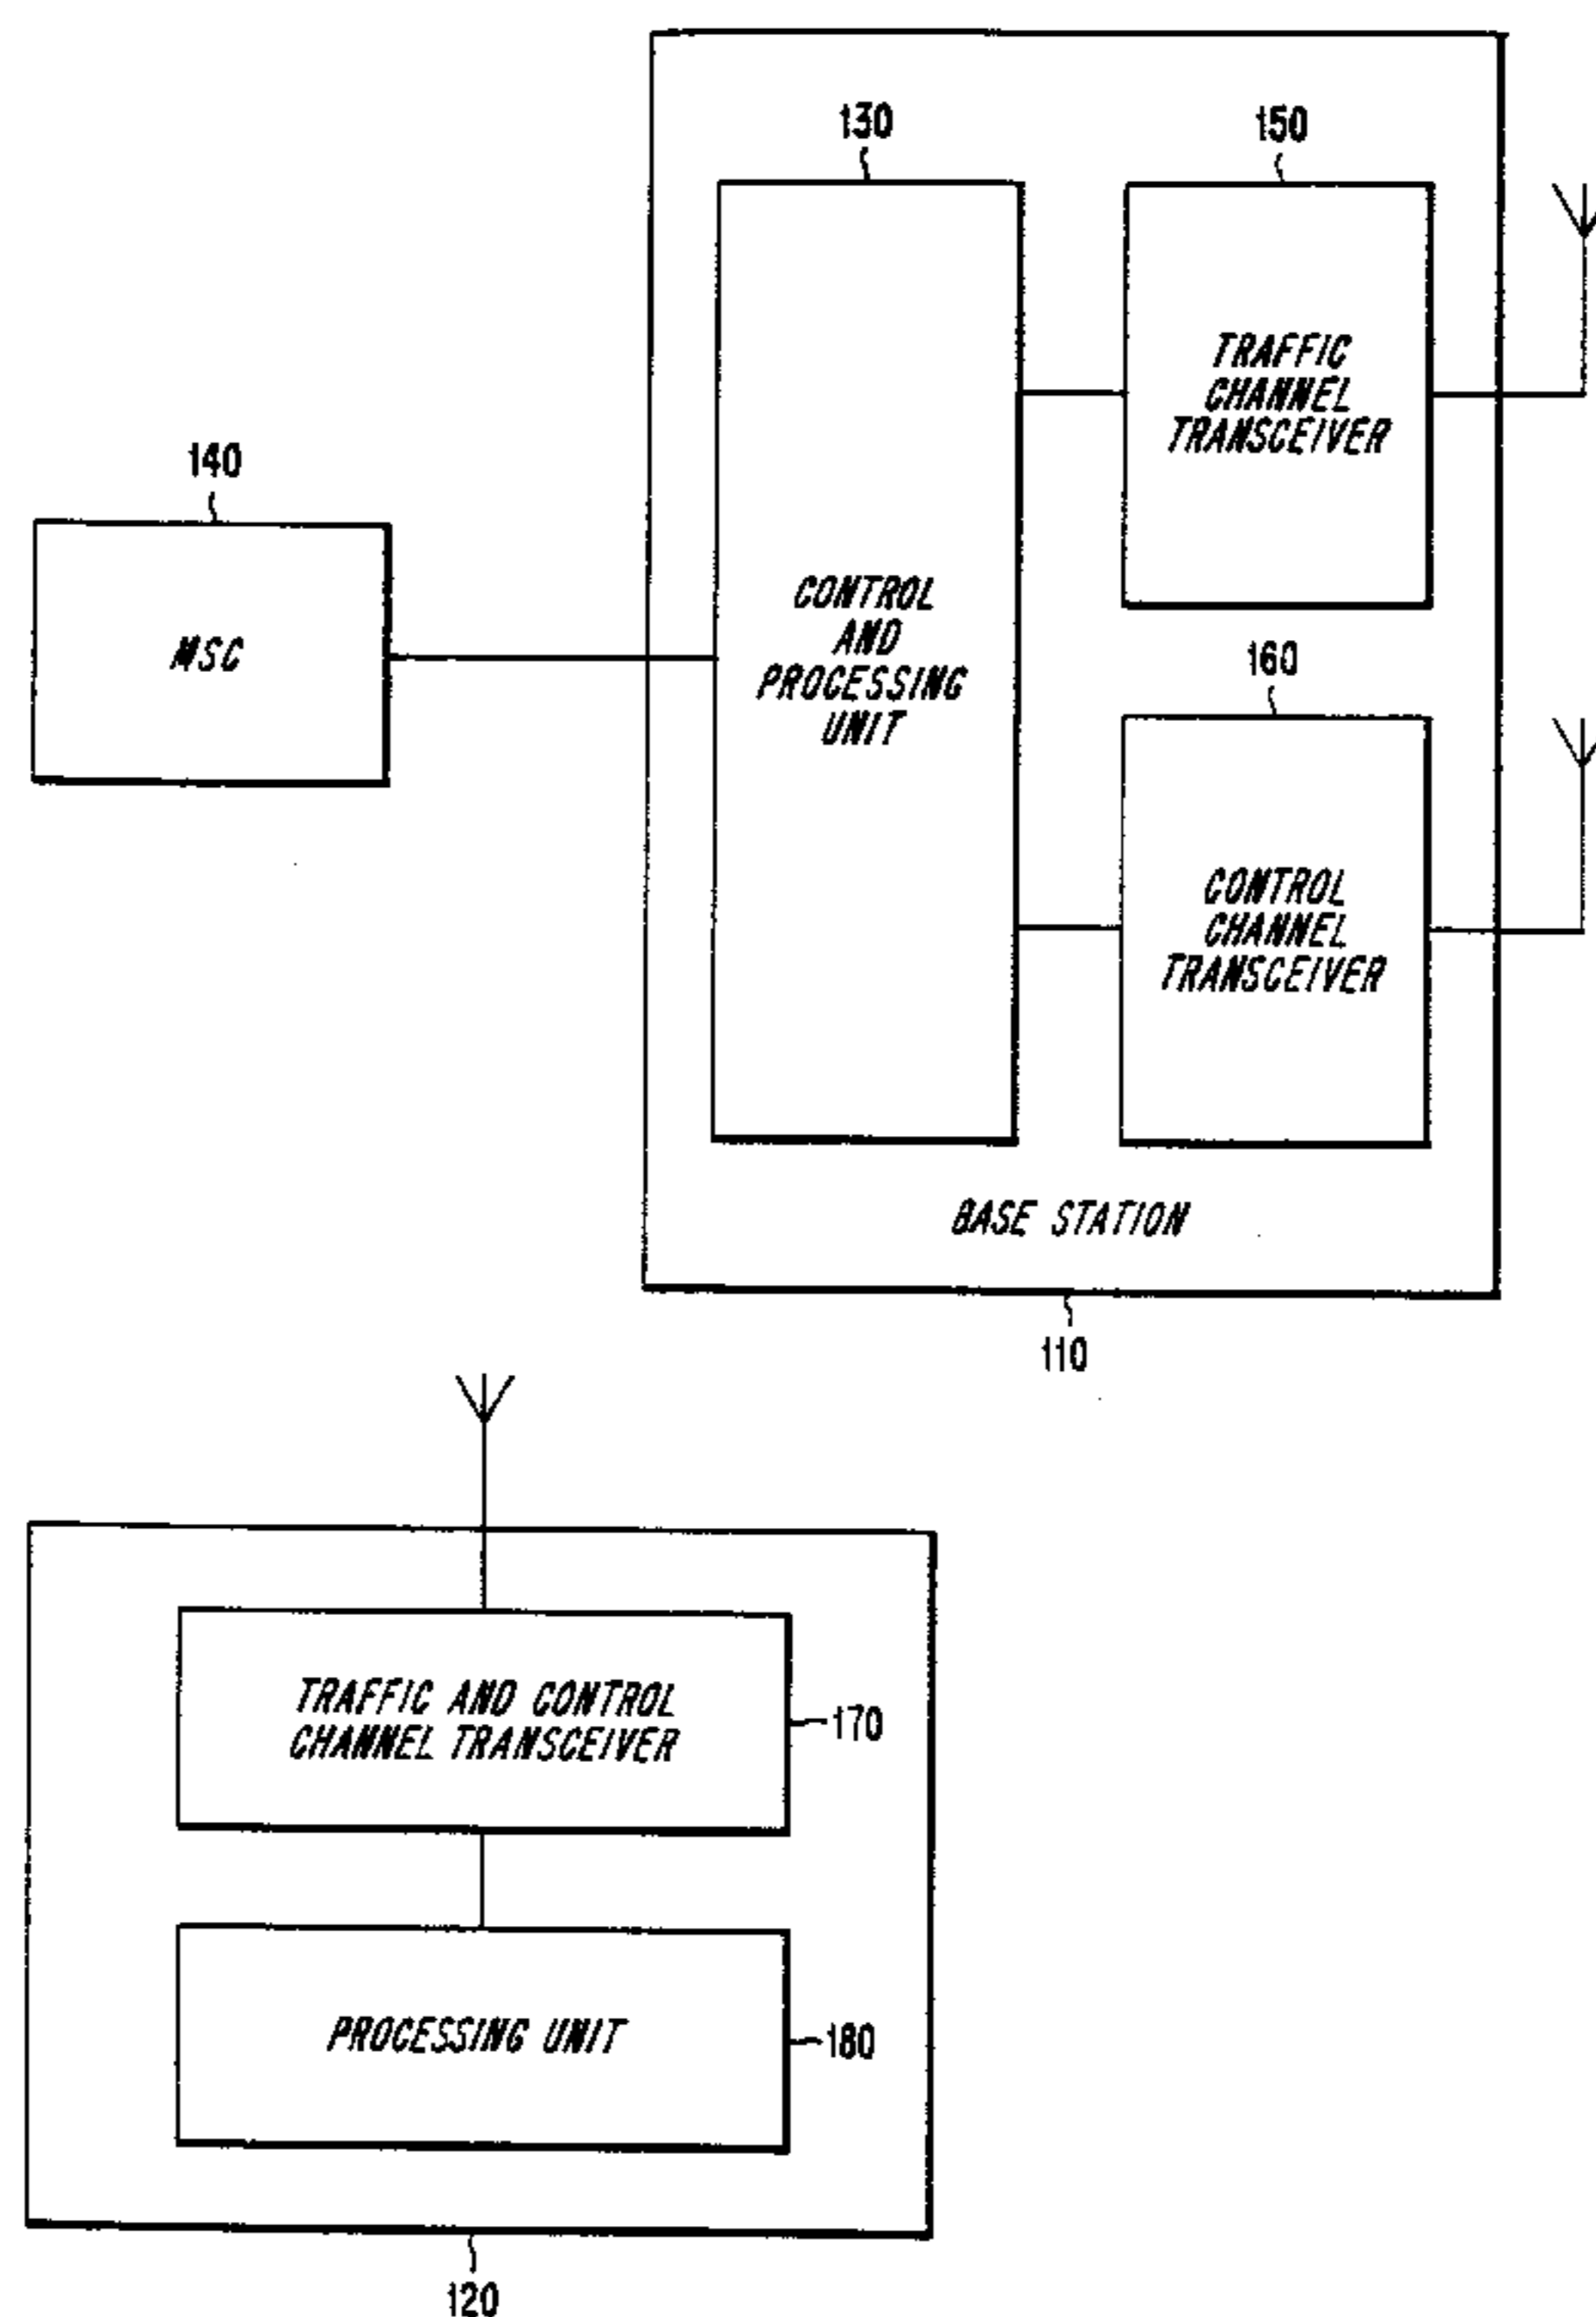 130
150
TRAFFIC
CHANNEL
TRANSCEIVER
140
MSC
CONTROL
AND
PROCESSING
UNIT
160
CONTROL
CHANNEL
TRANSCEIVER
BASE STATION
110
TRAFFIC AND CONTROL
CHANNEL TRANSCEIVER
170
PROCESSING UNIT
180
120